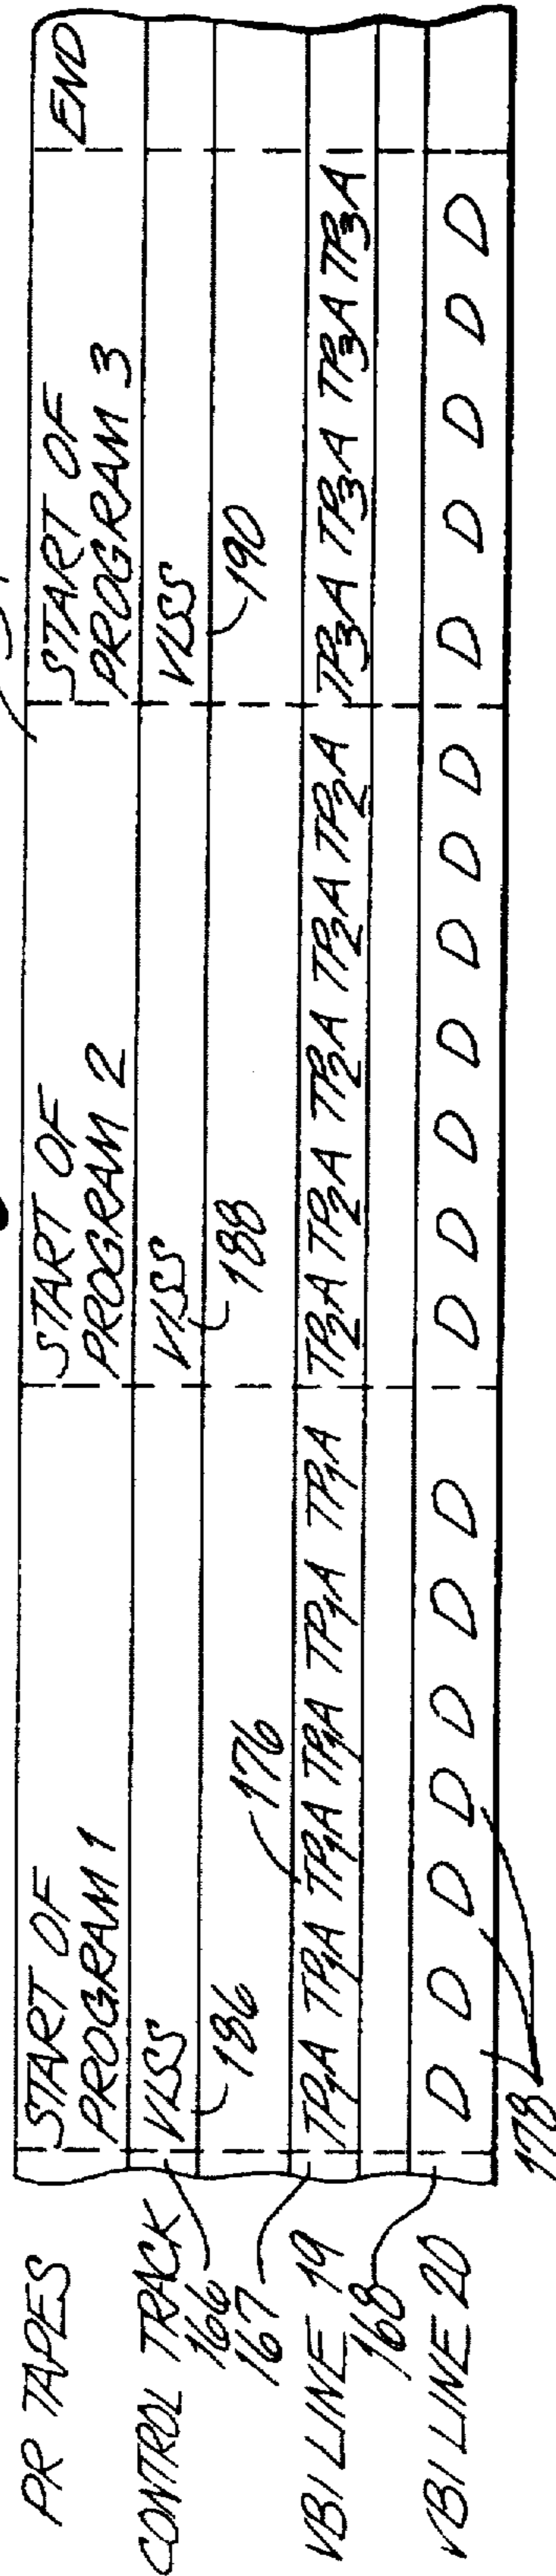 PR TAPES
START OF
PROGRAM 1
START OF
PROGRAM 2
START OF
PROGRAM 3
END
CONTROL TRACK
VISS VISS VISS
166
186 188 190
167
176
VBI LINE 19
TP₁A TP₁A TP₁A TP₁A TP₁A TP₁A TP₂A TP₂A TP₂A TP₂A TP₂A TP₃A TP₃A TP₃A TP₃A
168
VBI LINE 20
D D D D D D D D D D D D D D D D D D D
178